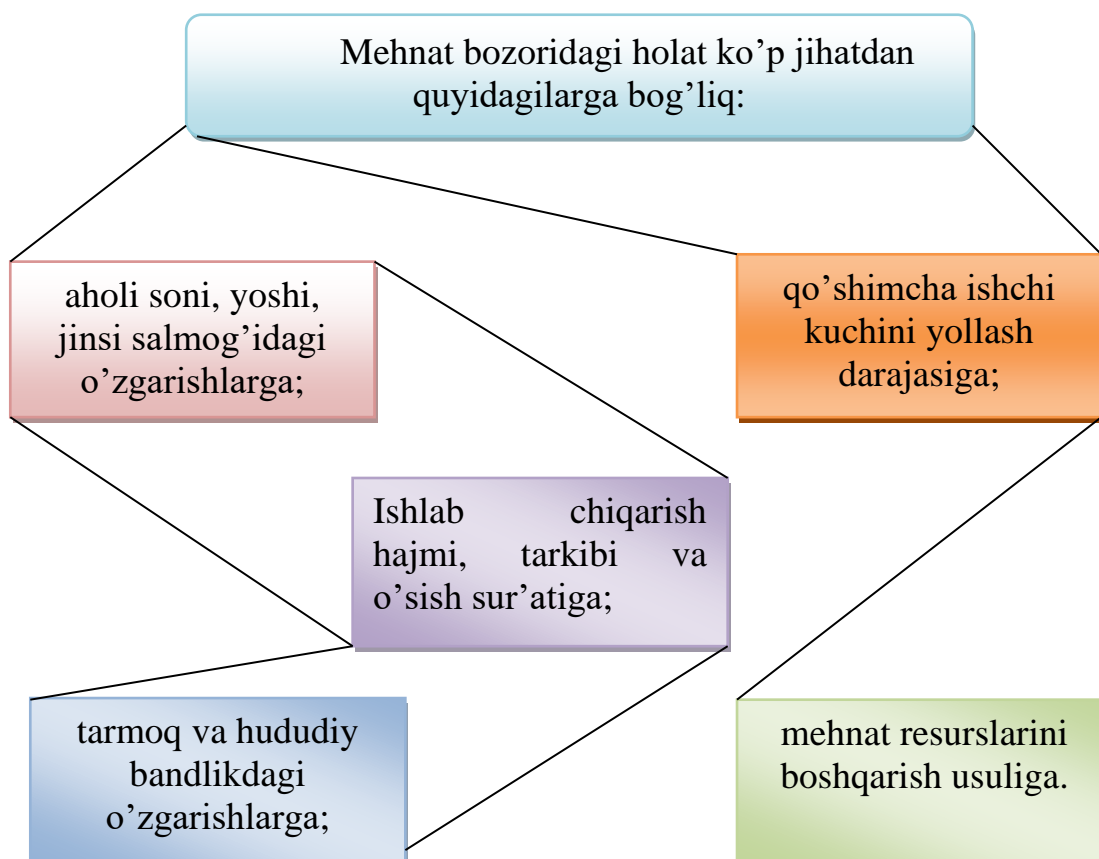 Mehnat bozoridagi holat ko’p jihatdan
quyidagilarga bog’liq:
aholi soni, yoshi,
jinsi salmog’idagi
o’zgarishlarga;
qo’shimcha ishchi
kuchini yollash
darajasiga;
Ishlab chiqarish
hajmi, tarkibi va
o’sish sur’atiga;
tarmoq va hududiy
bandlikdagi
o’zgarishlarga;
mehnat resurslarini
boshqarish usuliga.